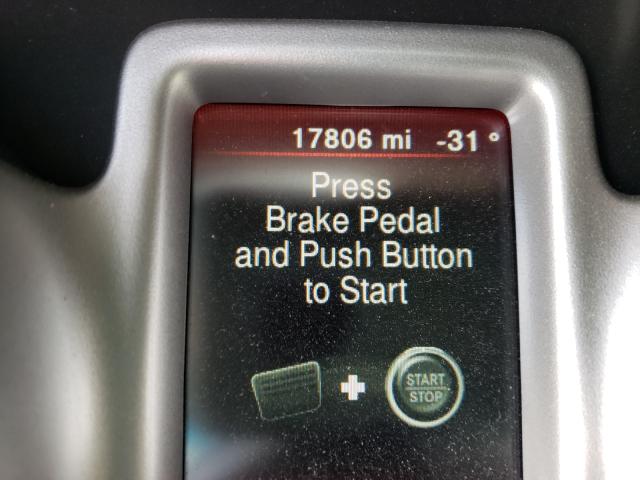 17806 mi -31°
Press
Brake Pedal
and Push Button
to Start
START
STOP